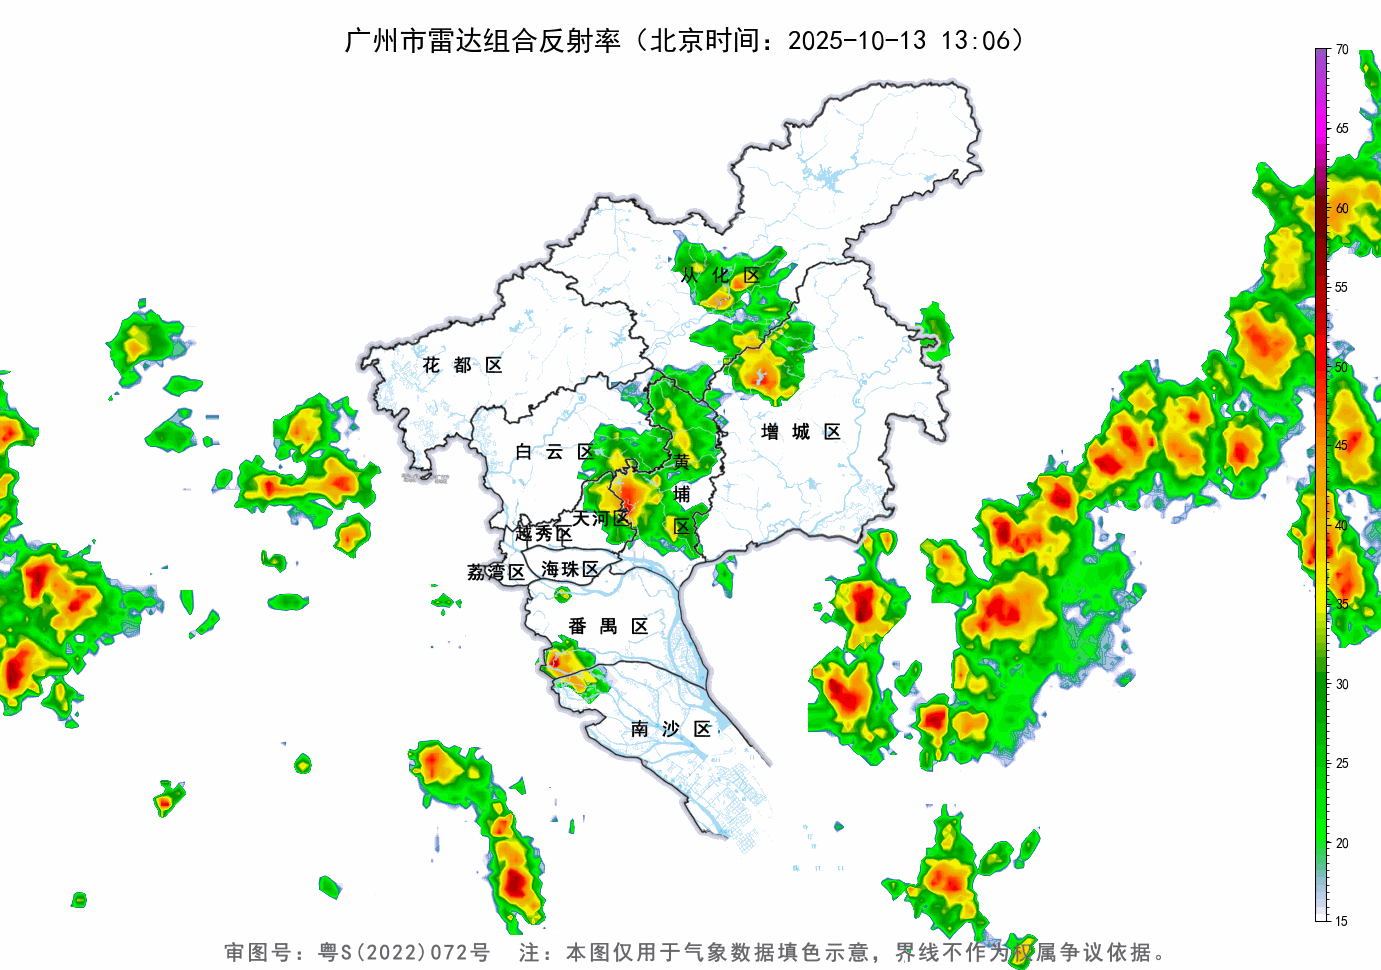 广州市雷达组合反射率（北京时间：2025-10-13 13:06）
70
65
60
55
50
45
40
35
30
25
20
15
从 化 区
花 都 区
增 城 区
白 云 区
黄
埔
区
天河区
越秀区
荔湾区
海珠区
番 禺 区
南 沙 区
审图号：粤S(2022)072号 注：本图仅用于气象数据填色示意，界线不作为权属争议依据。